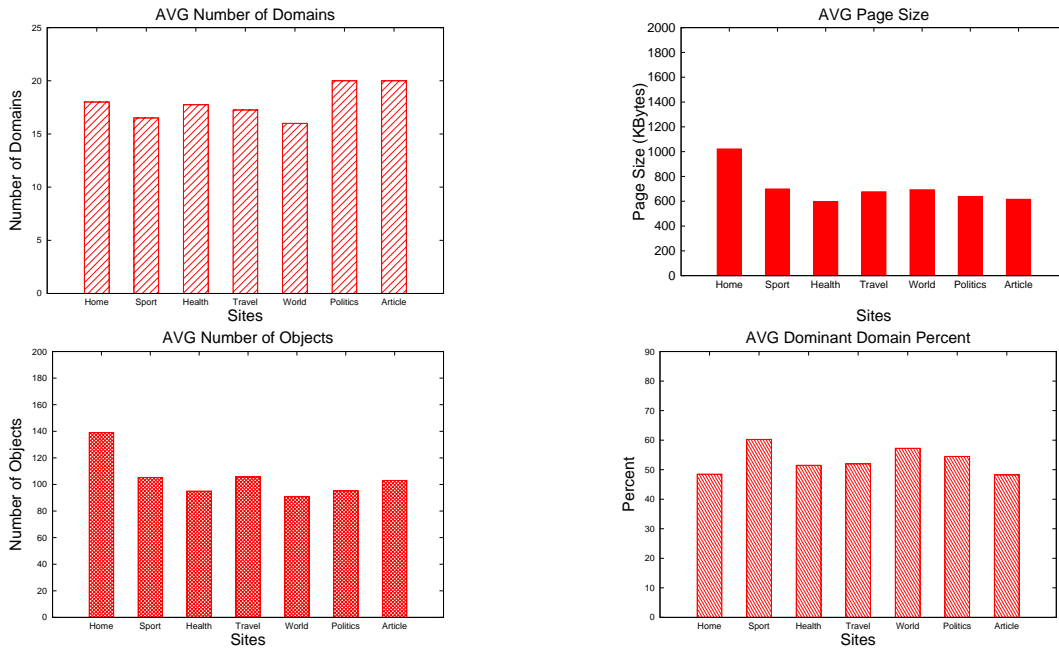 AVG Number of Domains
Number of Domains
25
20
15
10
5
0
Home Sport Health Travel World Politics Article
Sites
AVG Page Size
Page Size (KBytes)
2000
1800
1600
1400
1200
1000
800
600
400
200
0
Home Sport Health Travel World Politics Article
Sites
AVG Number of Objects
Number of Objects
200
180
160
140
120
100
80
60
40
20
0
Home Sport Health Travel World Politics Article
Sites
AVG Dominant Domain Percent
Percent
90
80
70
60
50
40
30
20
10
0
Home Sport Health Travel World Politics Article
Sites